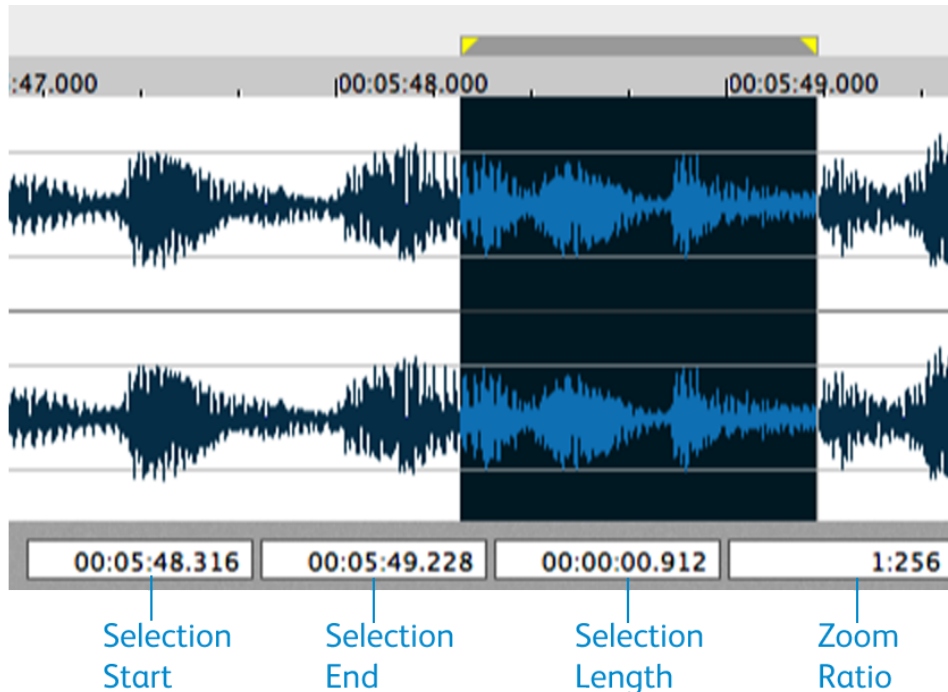 :47.000 00:05:48.000 00:05:49.000
00:05:48.316 00:05:49.228 00:00:00.912 1:256
Selection Selection Selection Zoom
Start End Length Ratio